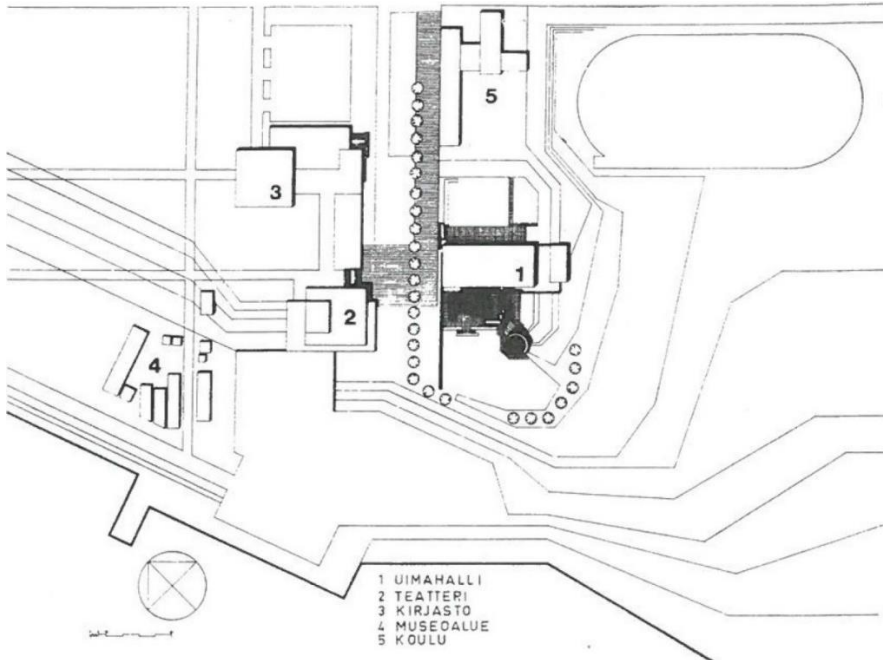 5
3
1
2
4
1 UIMAHALLI
2 TEATTERI
3 KIRJASTO
4 MUSEOALUE
5 KOULU